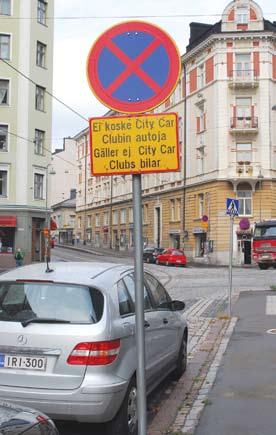 Ei koske City Car
Clubin autoja
Gäller ej City Car
Clubs bilar
IRI-300